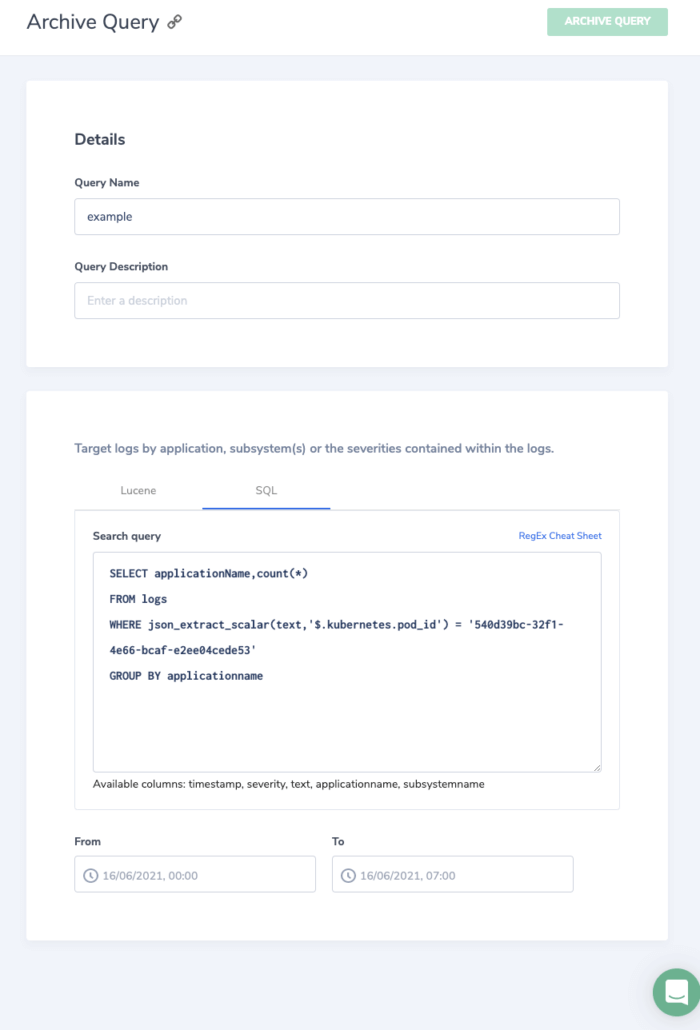 Archive Query
ARCHIVE QUERY
Details
Query Name
example
Query Description
Enter a description
Target logs by application, subsystem(s) or the severities contained within the logs.
Lucene
SQL
Search query
RegEx Cheat Sheet
SELECT applicationName,count(*)
FROM logs
WHERE json_extract_scalar(text,'$.kubernetes.pod_id') = '540d39bc-32f1-
4e66-bcaf-e2ee04cede53'
GROUP BY applicationname
Available columns: timestamp, severity, text, applicationname, subsystemname
From
To
16/06/2021, 00:00
16/06/2021, 07:00